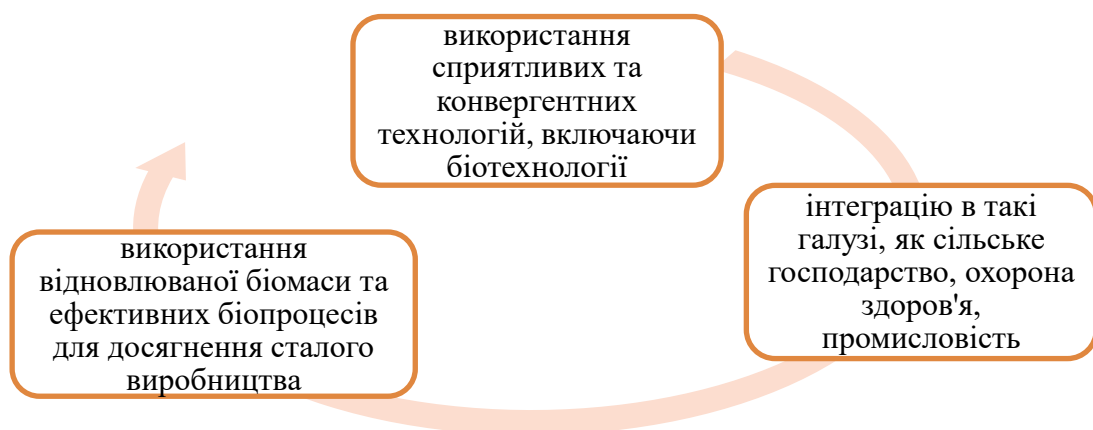 використання
сприятливих та
конвергентних
технологій, включаючи
біотехнології
інтеграцію в такі
галузі, як сільське
господарство, охорона
здоров'я,
промисловість
використання
відновлюваної біомаси та
ефективних біопроцесів
для досягнення сталого
виробництва